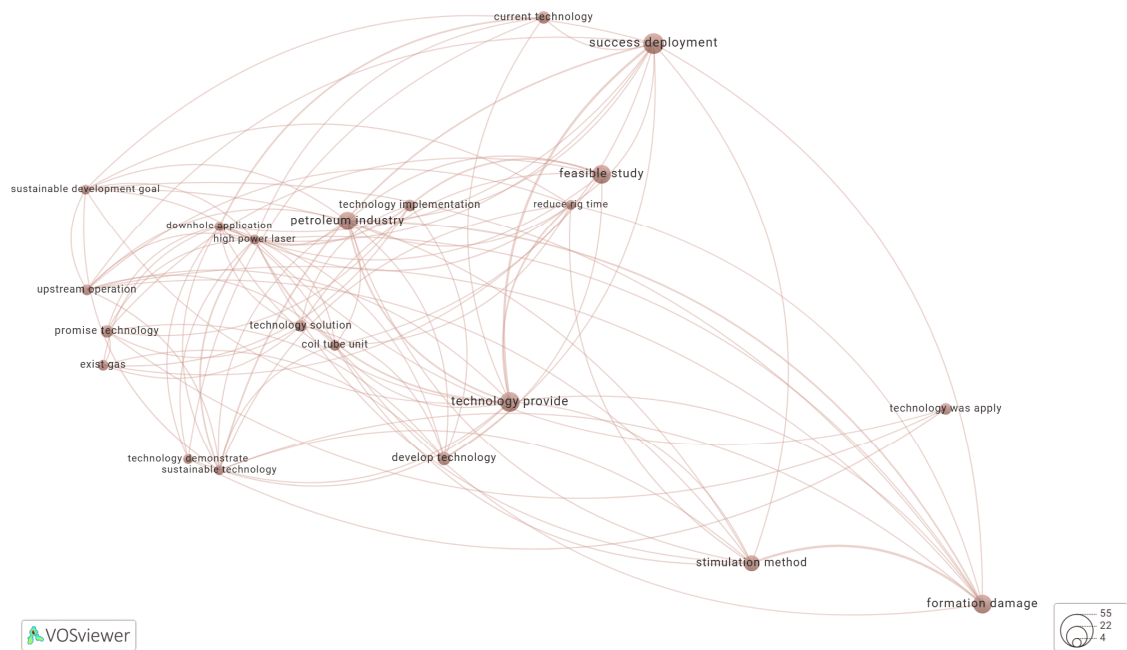 current technology
success deployment
feasible study
sustainable development goal
technology implementation
reduce rig time
petroleum industry
downhole application
high power laser
upstream operation
technology solution
promise technology
coil tube unit
exist gas
technology provide
technology was apply
develop technology
technology demonstrate
sustainable technology
stimulation method
formation damage
55
22
4
VOSviewer